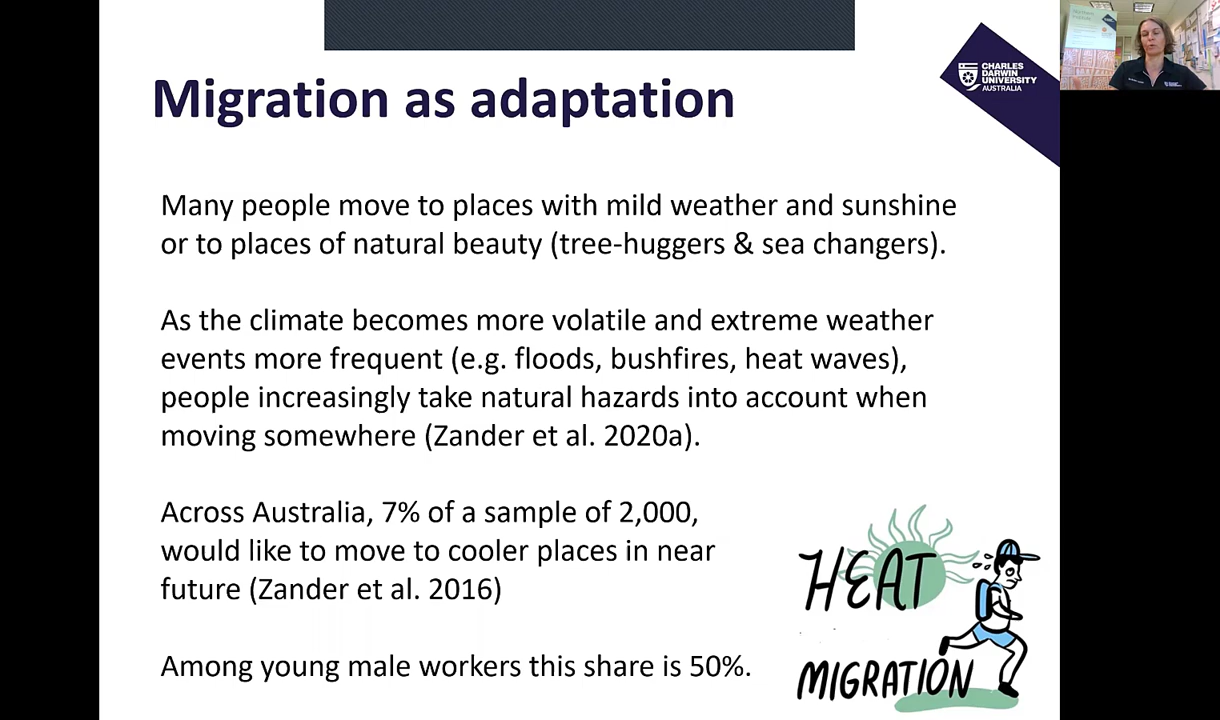 Migration as adaptation
CHARLES
DARWIN
UNIVERSITY
AUSTRALIA
Many people move to places with mild weather and sunshine
or to places of natural beauty (tree-huggers & sea changers).
As the climate becomes more volatile and extreme weather
events more frequent (e.g. floods, bushfires, heat waves),
people increasingly take natural hazards into account when
moving somewhere (Zander et al. 2020a).
Across Australia, 7% of a sample of 2,000,
would like to move to cooler places in near
future (Zander et al. 2016)
Among young male workers this share is 50%.
HEAT
MIGRATION